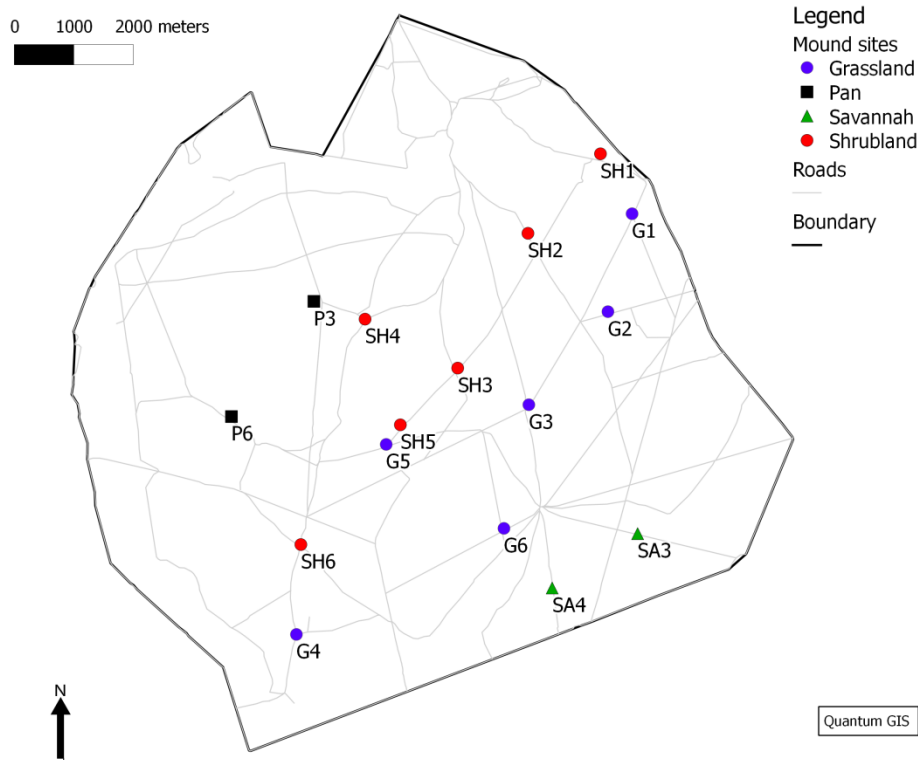 0 1000 2000 meters
Legend
Mound sites
Grassland
Pan
Savannah
Shrubland
Roads
Boundary
SH1
G1
SH2
G2
P3
SH4
SH3
G3
P6
SH5
G5
G6
SA3
SH6
SA4
G4
N
Quantum GIS